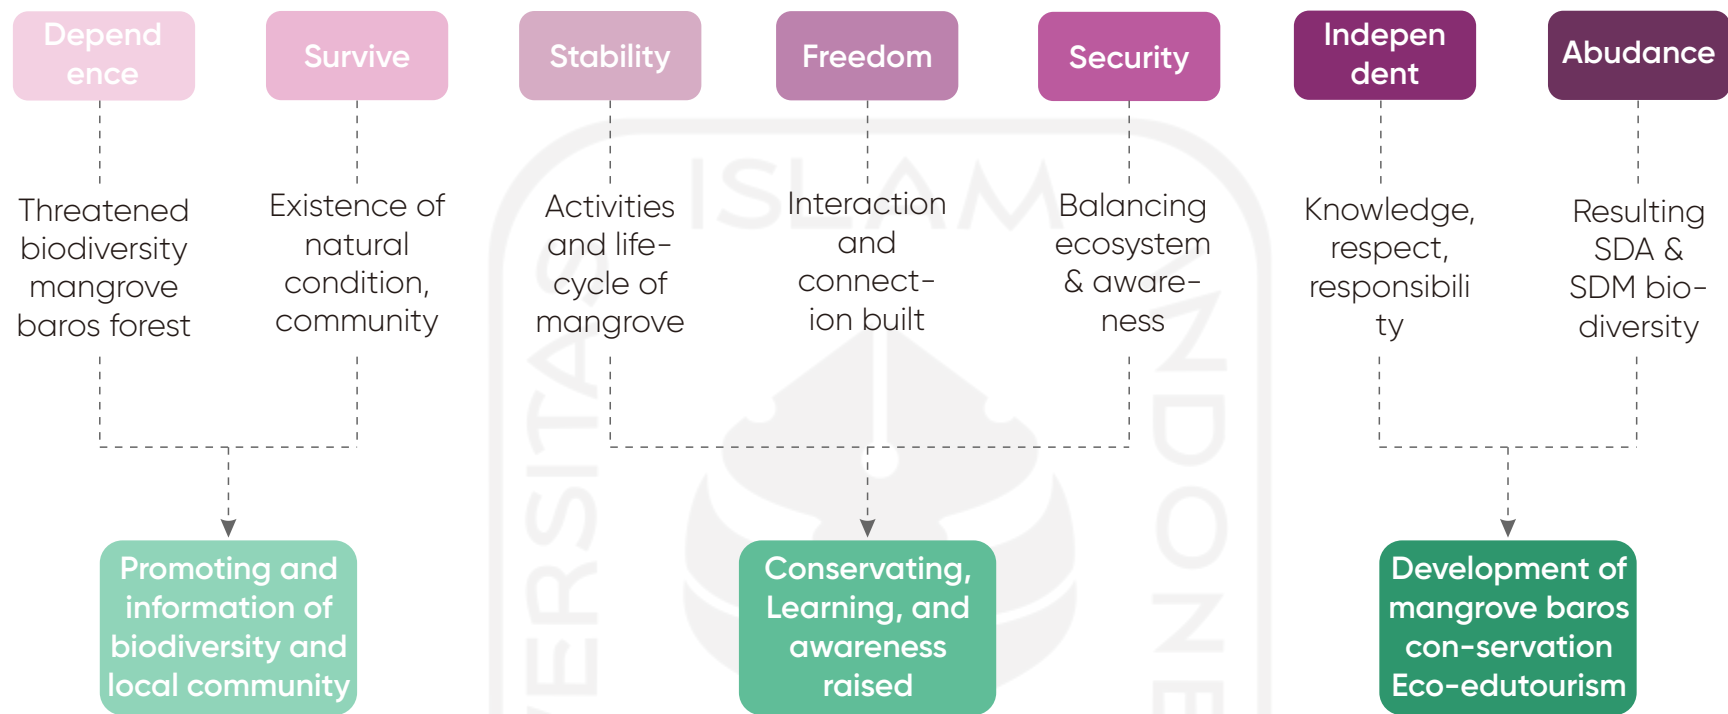 Depend
ence
Survive
Stability
Freedom
Security
Indepen
dent
Abudance
Threatened
biodiversity
mangrove
baros forest
Existence of
natural
condition,
community
Activities
and life-
cycle of
mangrove
Interaction
and
connect-
ion built
Balancing
ecosystem
& aware-
ness
Knowledge,
respect,
responsibili
ty
Resulting
SDA &
SDM bio-
diversity
Promoting and
information of
biodiversity and
local community
Conservating,
Learning, and
awareness
raised
Development of
mangrove baros
con-servation
Eco-edutourism
ISLAM
VERSITAS
INDONE